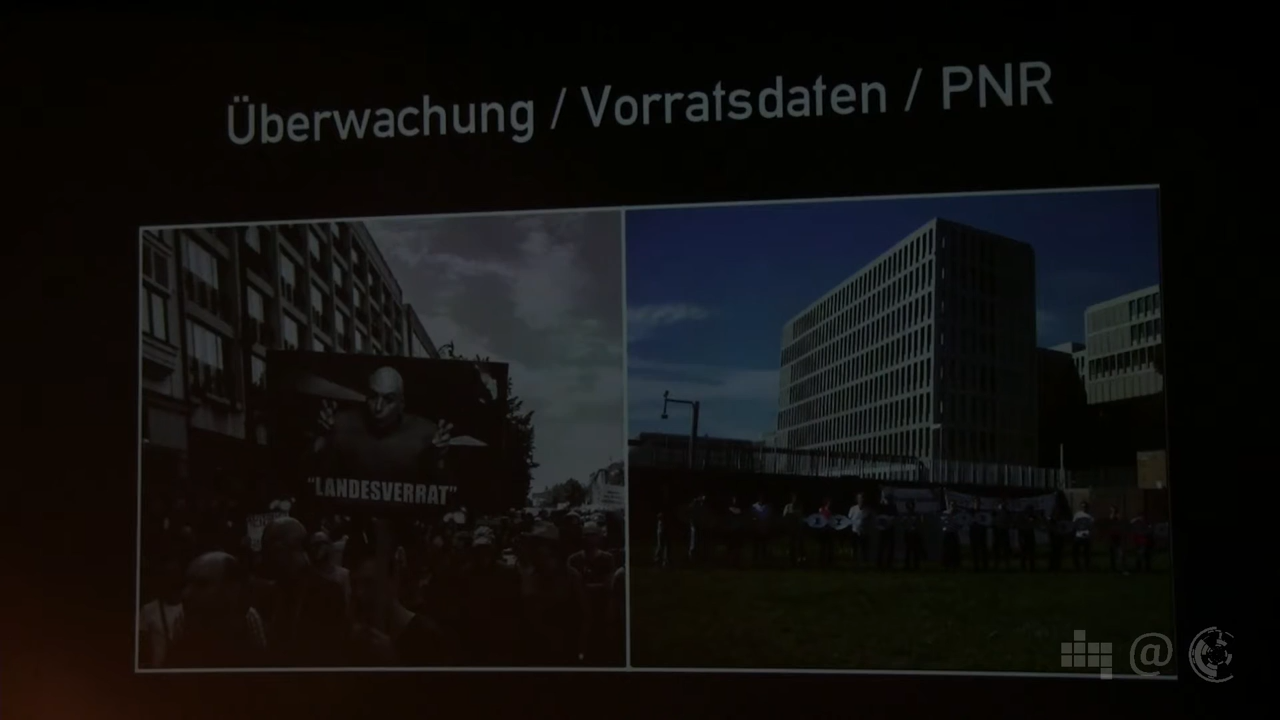 Überwachung / Vorratsdaten / PNR
"LANDESVERRAT"